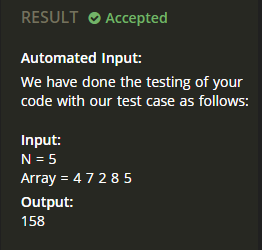 RESULT Accepted
Automated Input:
We have done the testing of your
code with our test case as follows:
Input:
N = 5
Array = 4 7 2 8 5
Output:
158